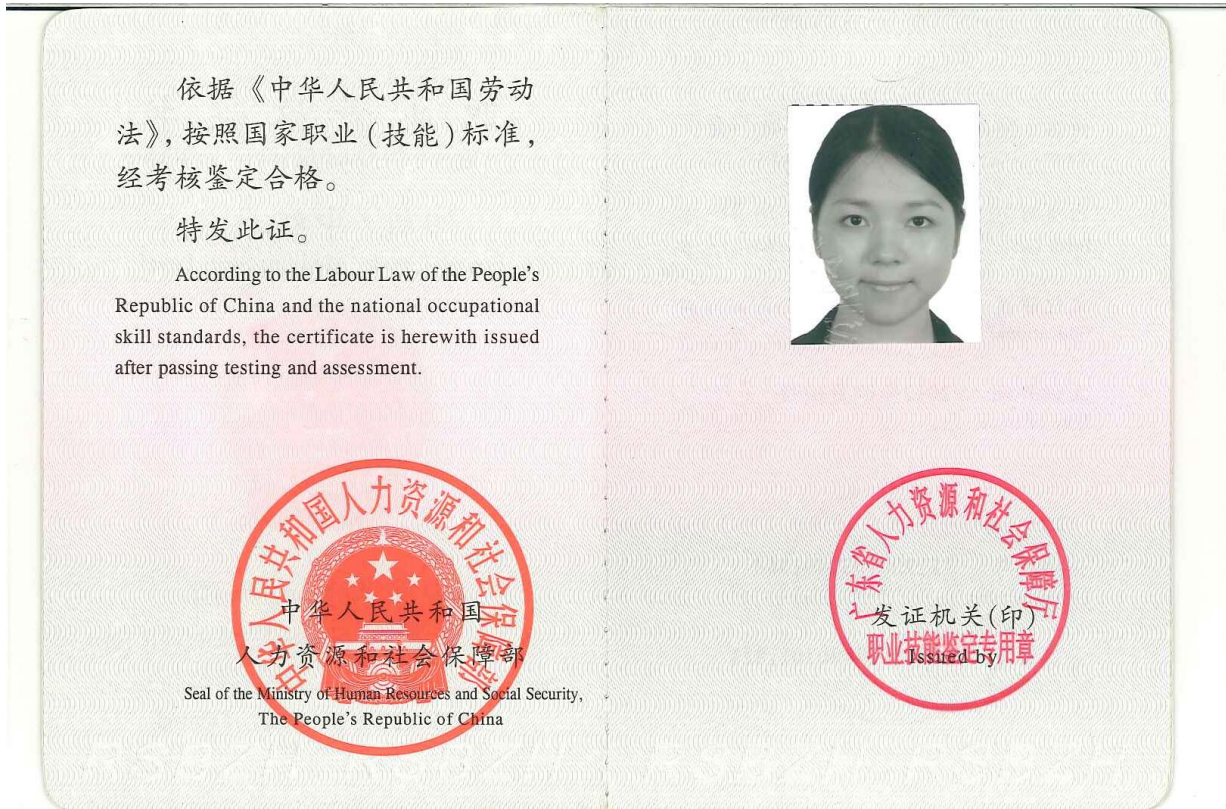 依据《中华人民共和国劳动
法》，按照国家职业(技能)标准，
经考核鉴定合格。
特发此证。
According to the Labour Law of the People's
Republic of China and the national occupational
skill standards, the certificate is herewith issued
after passing testing and assessment.
中华人民共和国人力资源和社会保障部
中华人民共和国
人力资源和社会保障部
Seal of the Ministry of Human Resources and Social Security,
The People's Republic of China
广东省人力资源和社会保障厅
发证机关(印)
职业技能鉴定专用章
Issued by